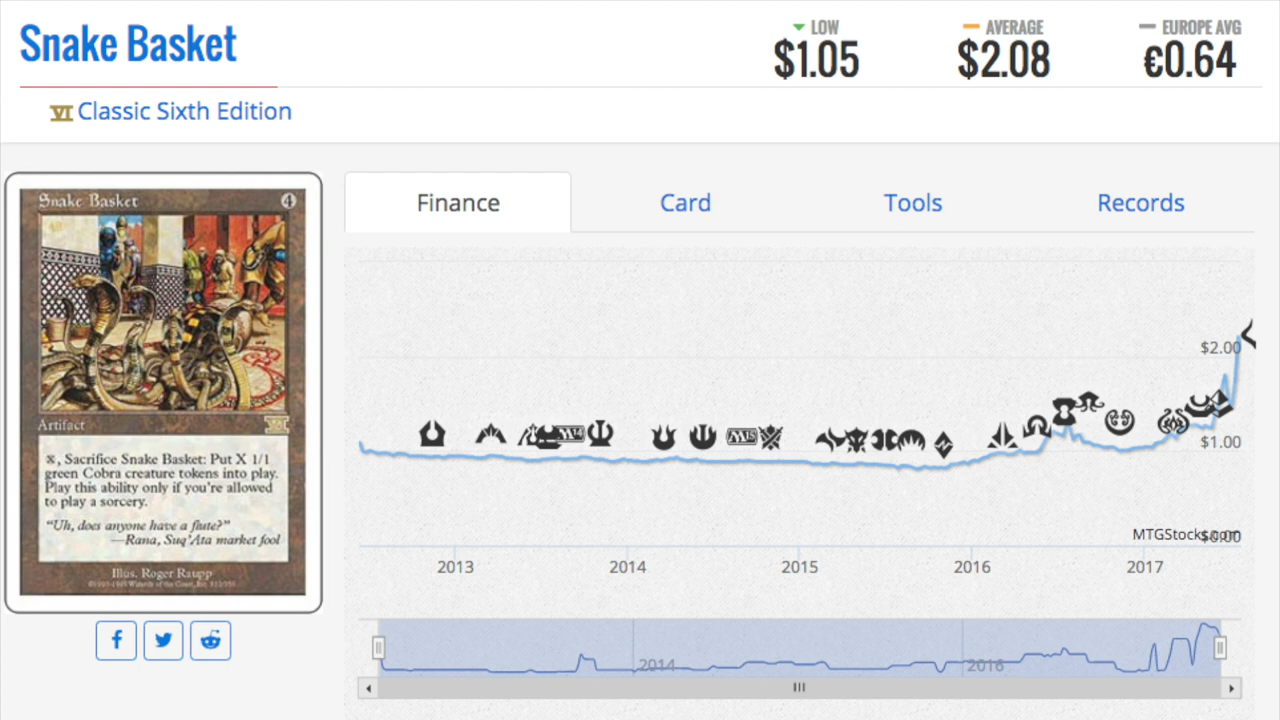 Snake Basket
LOW
$1.05
AVERAGE
$2.08
EUROPE AVG
€0.64
VI Classic Sixth Edition
Snake Basket 4
Artifact
, Sacrifice Snake Basket: Put X 1/1
green Cobra creature tokens into play.
Play this ability only if you're allowed
to play a sorcery.
"Uh, does anyone have a flute?"
—Rana, Suq'Ata market fool
Illus. Roger Raupp
Finance
Card
Tools
Records
$2.00
$1.00
$0.00
MTGStocks.com
2013
2014
2015
2016
2017
2014
2016